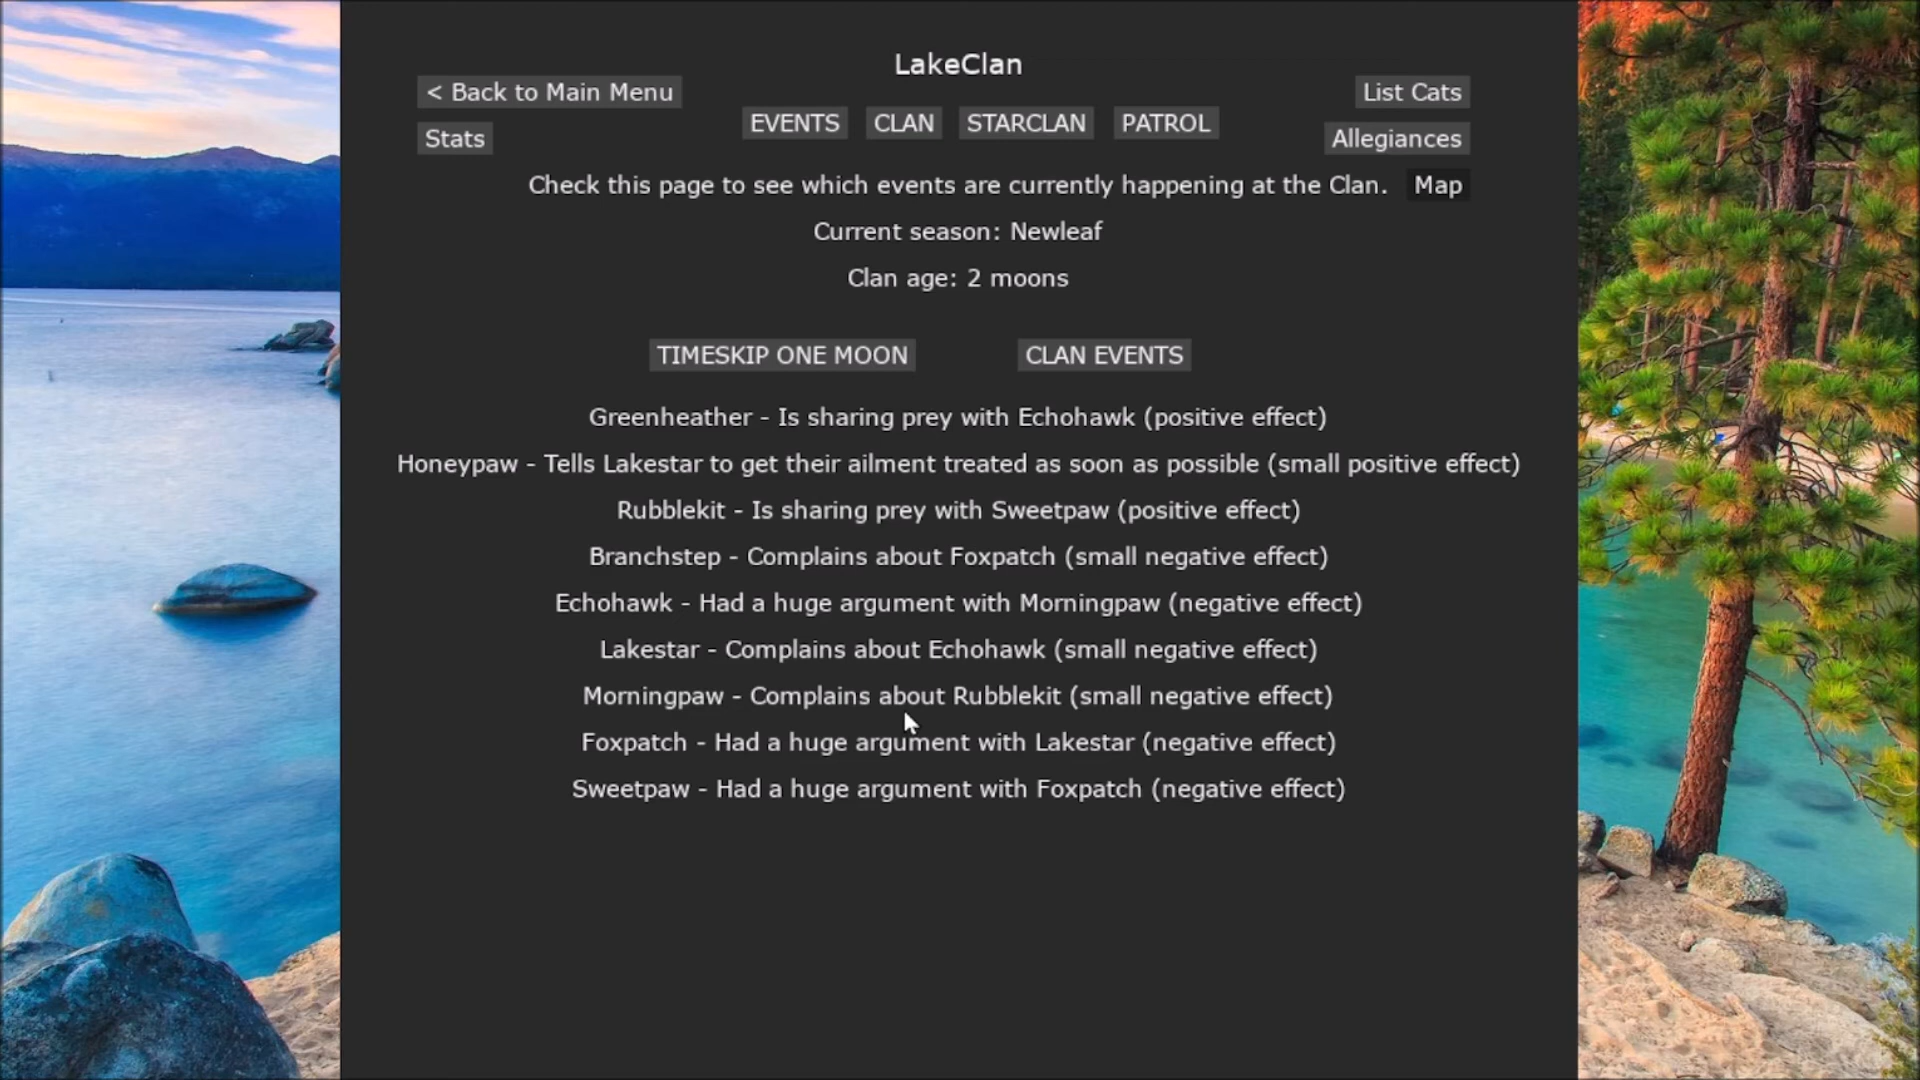 LakeClan
< Back to Main Menu
List Cats
EVENTS CLAN STARCLAN PATROL
Stats
Allegiances
Check this page to see which events are currently happening at the Clan. Map
Current season: Newleaf
Clan age: 2 moons
TIMESKIP ONE MOON CLAN EVENTS
Greenheather - Is sharing prey with Echohawk (positive effect)
Honeypaw - Tells Lakestar to get their ailment treated as soon as possible (small positive effect)
Rubblekit - Is sharing prey with Sweetpaw (positive effect)
Branchstep - Complains about Foxpatch (small negative effect)
Echohawk - Had a huge argument with Morningpaw (negative effect)
Lakestar - Complains about Echohawk (small negative effect)
Morningpaw - Complains about Rubblekit (small negative effect)
Foxpatch - Had a huge argument with Lakestar (negative effect)
Sweetpaw - Had a huge argument with Foxpatch (negative effect)